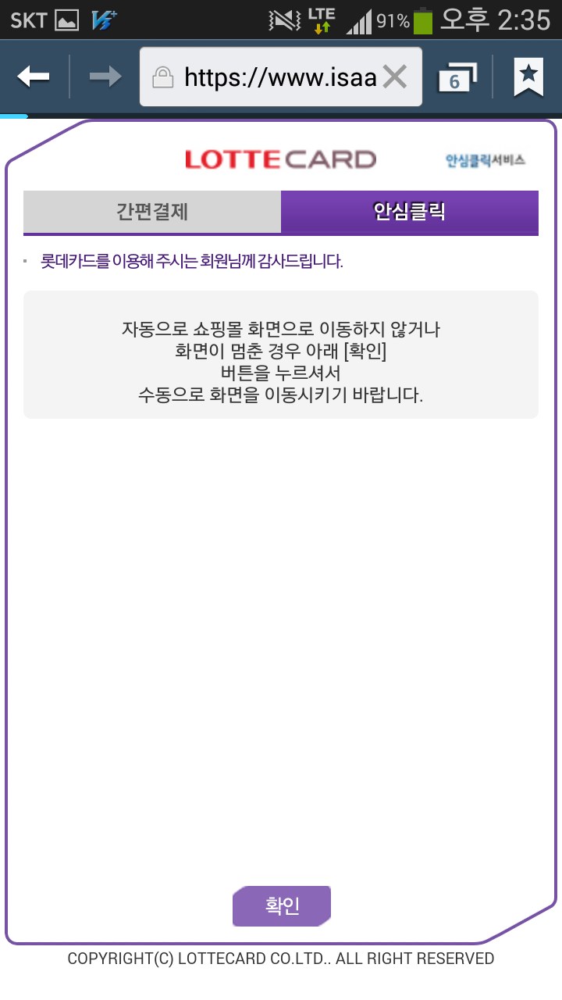 SKT LTE 91% 오후 2:35
https://www.isaa
6
LOTTE CARD 안심클릭서비스
간편결제 안심클릭
롯데카드를 이용해 주시는 회원님께 감사드립니다.
자동으로 쇼핑몰 화면으로 이동하지 않거나
화면이 멈춘 경우 아래 [확인]
버튼을 누르셔서
수동으로 화면을 이동시키기 바랍니다.
확인
COPYRIGHT(C) LOTTECARD CO.LTD.. ALL RIGHT RESERVED